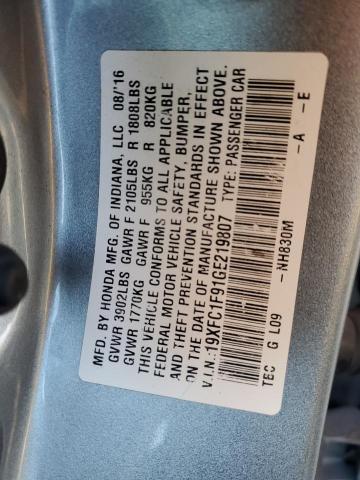 MFD. BY HONDA MFG. OF INDIANA, LLC 08/'16
GVWR 3902LBS GAWR F 2105LBS R 1808LBS
GVWR 1770KG GAWR F 955KG R 820KG
THIS VEHICLE CONFORMS TO ALL APPLICABLE
FEDERAL MOTOR VEHICLE SAFETY, BUMPER,
AND THEFT PREVENTION STANDARDS IN EFFECT
ON THE DATE OF MANUFACTURE SHOWN ABOVE.
V.I.N.: 19XFC1F91GE219807 TYPE: PASSENGER CAR
TEC G L09 -NH830M -A -E